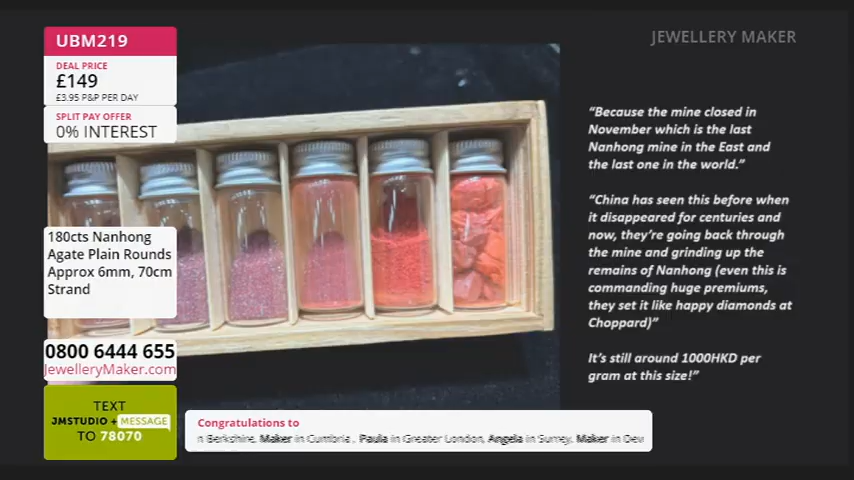 UBM219
JEWELLERY MAKER
DEAL PRICE
£149
£3.95 P&P PER DAY
SPLIT PAY OFFER
0% INTEREST
180cts Nanhong
Agate Plain Rounds
Approx 6mm, 70cm
Strand
0800 6444 655
JewelleryMaker.com
TEXT
JMSTUDIO + MESSAGE
TO 78070
“Because the mine closed in
November which is the last
Nanhong mine in the East and
the last one in the world.”
“China has seen this before when
it disappeared for centuries and
now, they’re going back through
the mine and grinding up the
remains of Nanhong (even this is
commanding huge premiums,
they set it like happy diamonds at
Choppard)”
It’s still around 1000HKD per
gram at this size!”
Congratulations to
n Berkshire, Maker in Cumbria , Paula in Greater London, Angela in Surrey, Maker in Dev